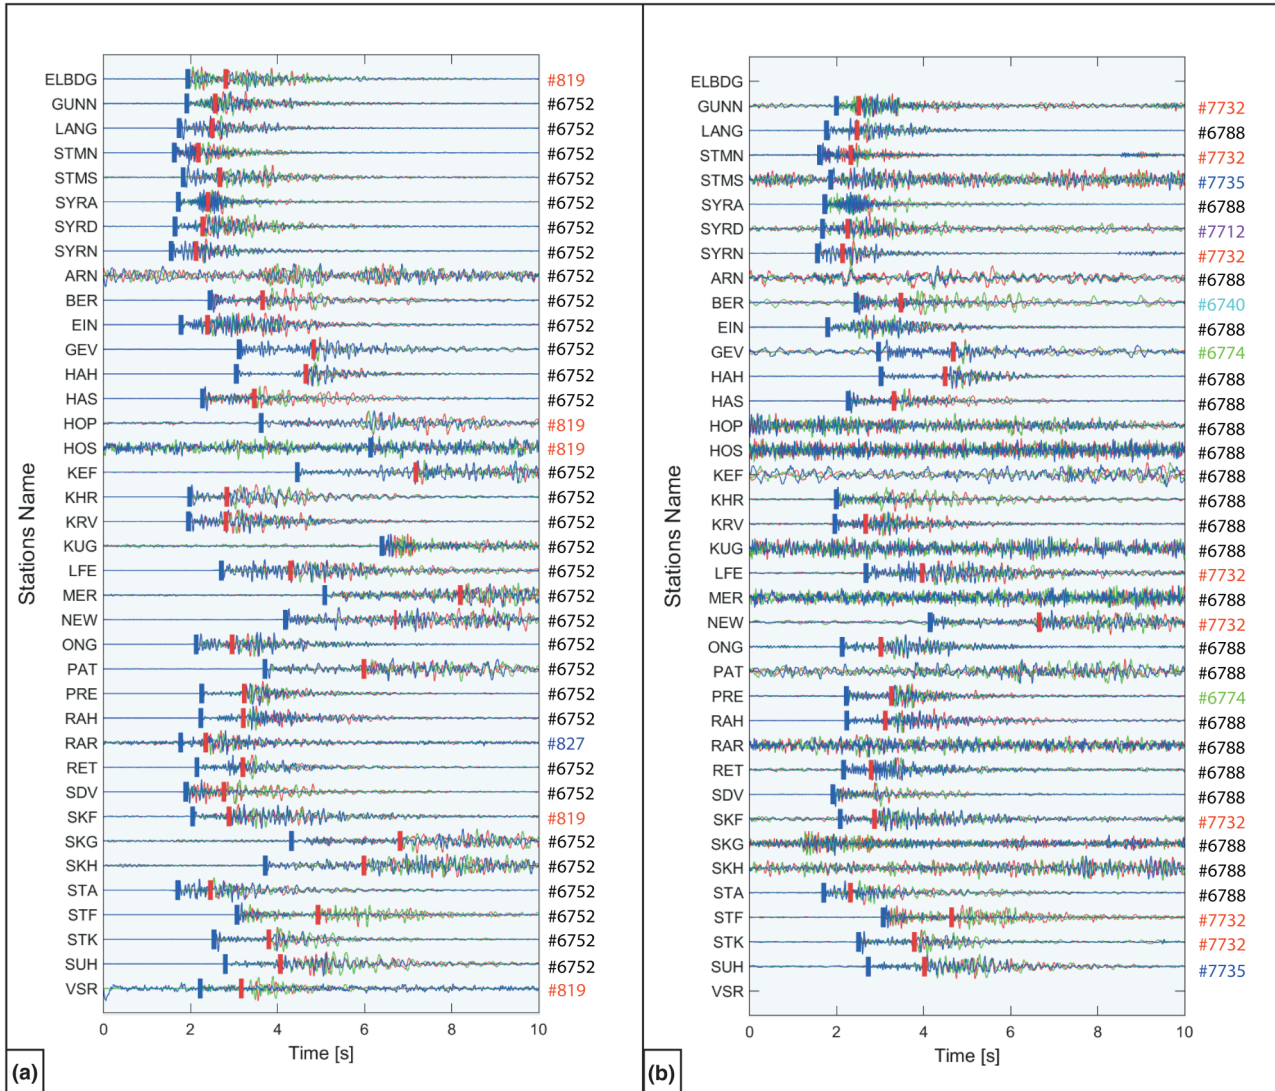 ELBDG #819
GUNN #6752
LANG #6752
STMN #6752
STMS #6752
SYRA #6752
SYRD #6752
SYRN #6752
ARN #6752
BER #6752
EIN #6752
GEV #6752
HAH #6752
HAS #6752
HOP #819
HOS #819
KEF #6752
KHR #6752
KRV #6752
KUG #6752
LFE #6752
MER #6752
NEW #6752
ONG #6752
PAT #6752
PRE #6752
RAH #6752
RAR #827
RET #6752
SDV #6752
SKF #819
SKG #6752
SKH #6752
STA #6752
STF #6752
STK #6752
SUH #6752
VSR #819
Stations Name
0 2 4 6 8 10
Time [s]
(a)
ELBDG
GUNN #7732
LANG #6788
STMN #7732
STMS #7735
SYRA #6788
SYRD #7712
SYRN #7732
ARN #6788
BER #6740
EIN #6788
GEV #6774
HAH #6788
HAS #6788
HOP #6788
HOS #6788
KEF #6788
KHR #6788
KRV #6788
KUG #6788
LFE #7732
MER #6788
NEW #7732
ONG #6788
PAT #6788
PRE #6774
RAH #6788
RAR #6788
RET #6788
SDV #6788
SKF #7732
SKG #6788
SKH #6788
STA #6788
STF #7732
STK #7732
SUH #7735
VSR
Stations Name
0 2 4 6 8 10
Time [s]
(b)